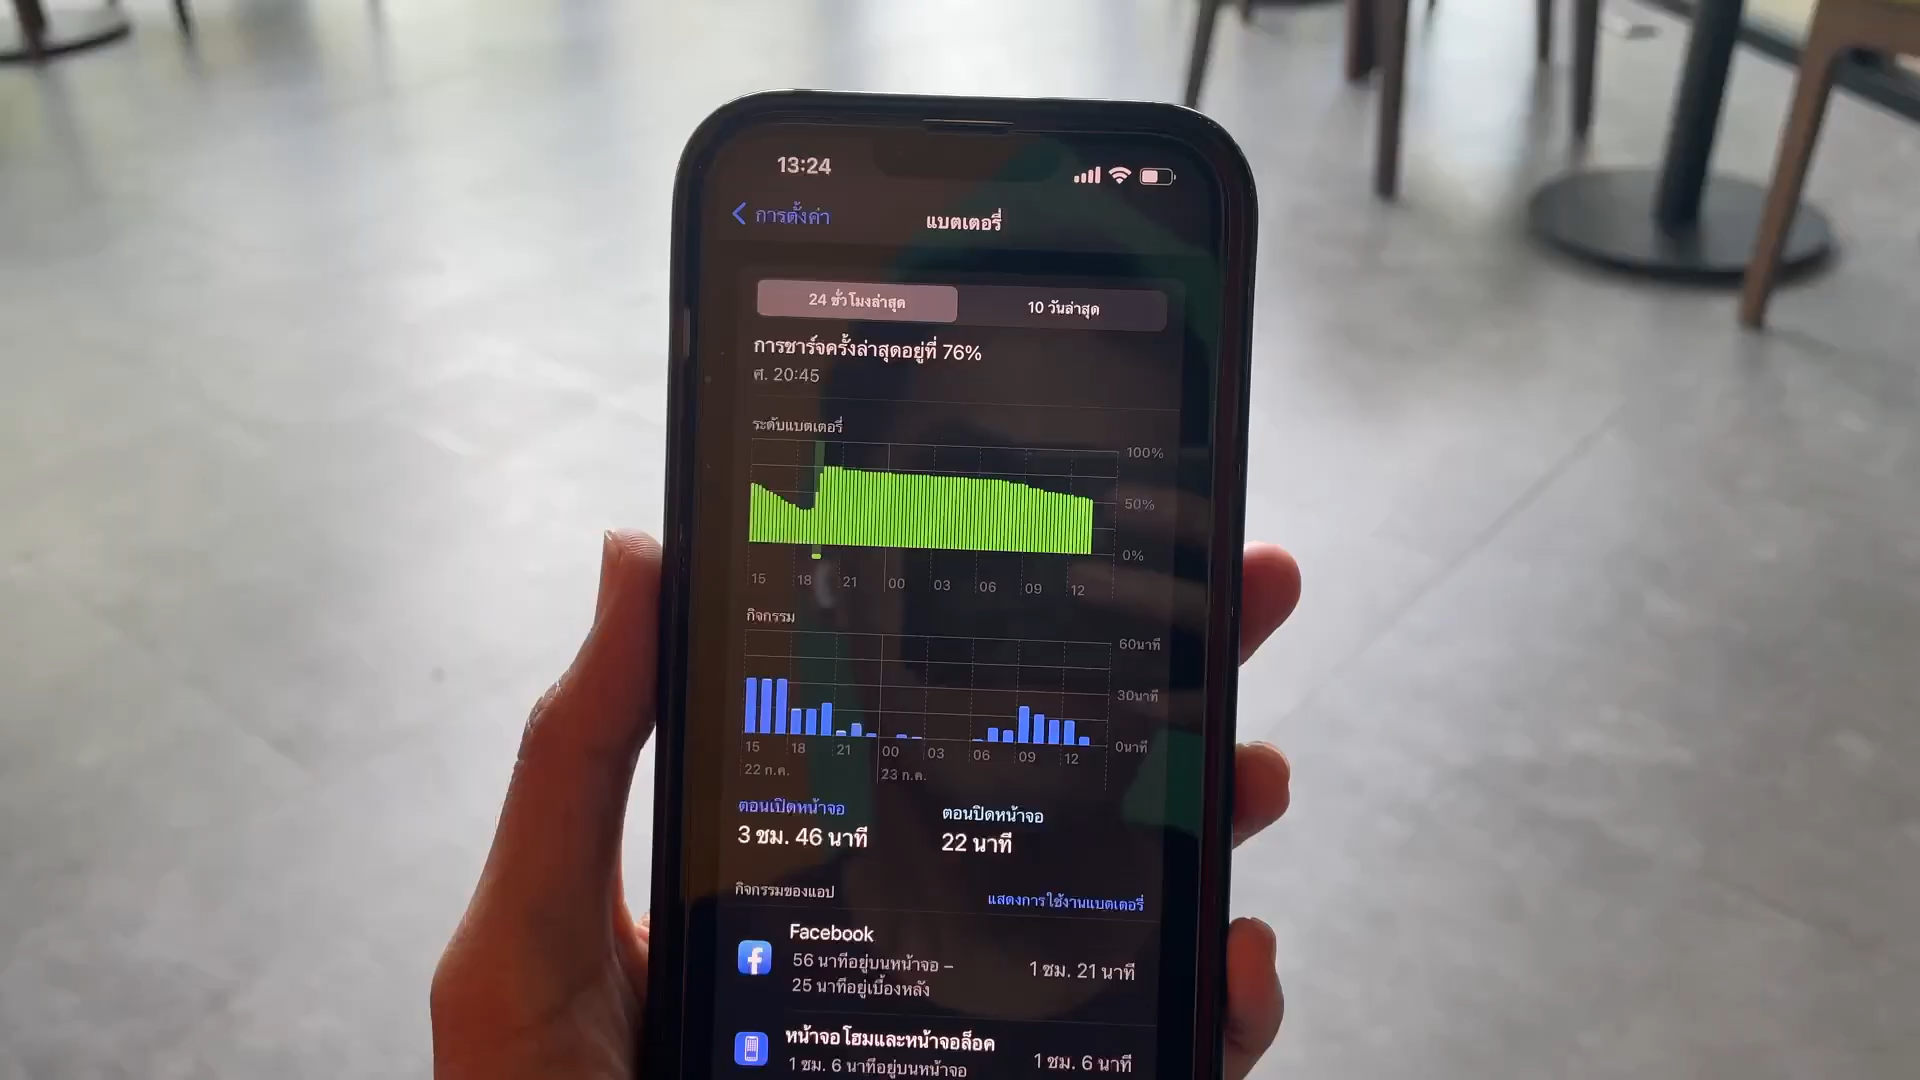 13:24
การตั้งค่า
แบตเตอรี่
24 ชั่วโมงล่าสุด
10 วันล่าสุด
การชาร์จครั้งล่าสุดอยู่ที่ 76%
ศ. 20:45
ระดับแบตเตอรี่
100%
50%
0%
15 18 21 00 03 06 09 12
กิจกรรม
60นาที
30นาที
0นาที
15 18 21 00 03 06 09 12
22 ก.ค. 23 ก.ค.
ตอนเปิดหน้าจอ ตอนปิดหน้าจอ
3 ชม. 46 นาที 22 นาที
กิจกรรมของแอป แสดงการใช้งานแบตเตอรี่
Facebook
56 นาทีอยู่บนหน้าจอ –
25 นาทีอยู่เบื้องหลัง
1 ชม. 21 นาที
หน้าจอโฮมและหน้าจอล็อค
1 ชม. 6 นาทีอยู่บนหน้าจอ
1 ชม. 6 นาที